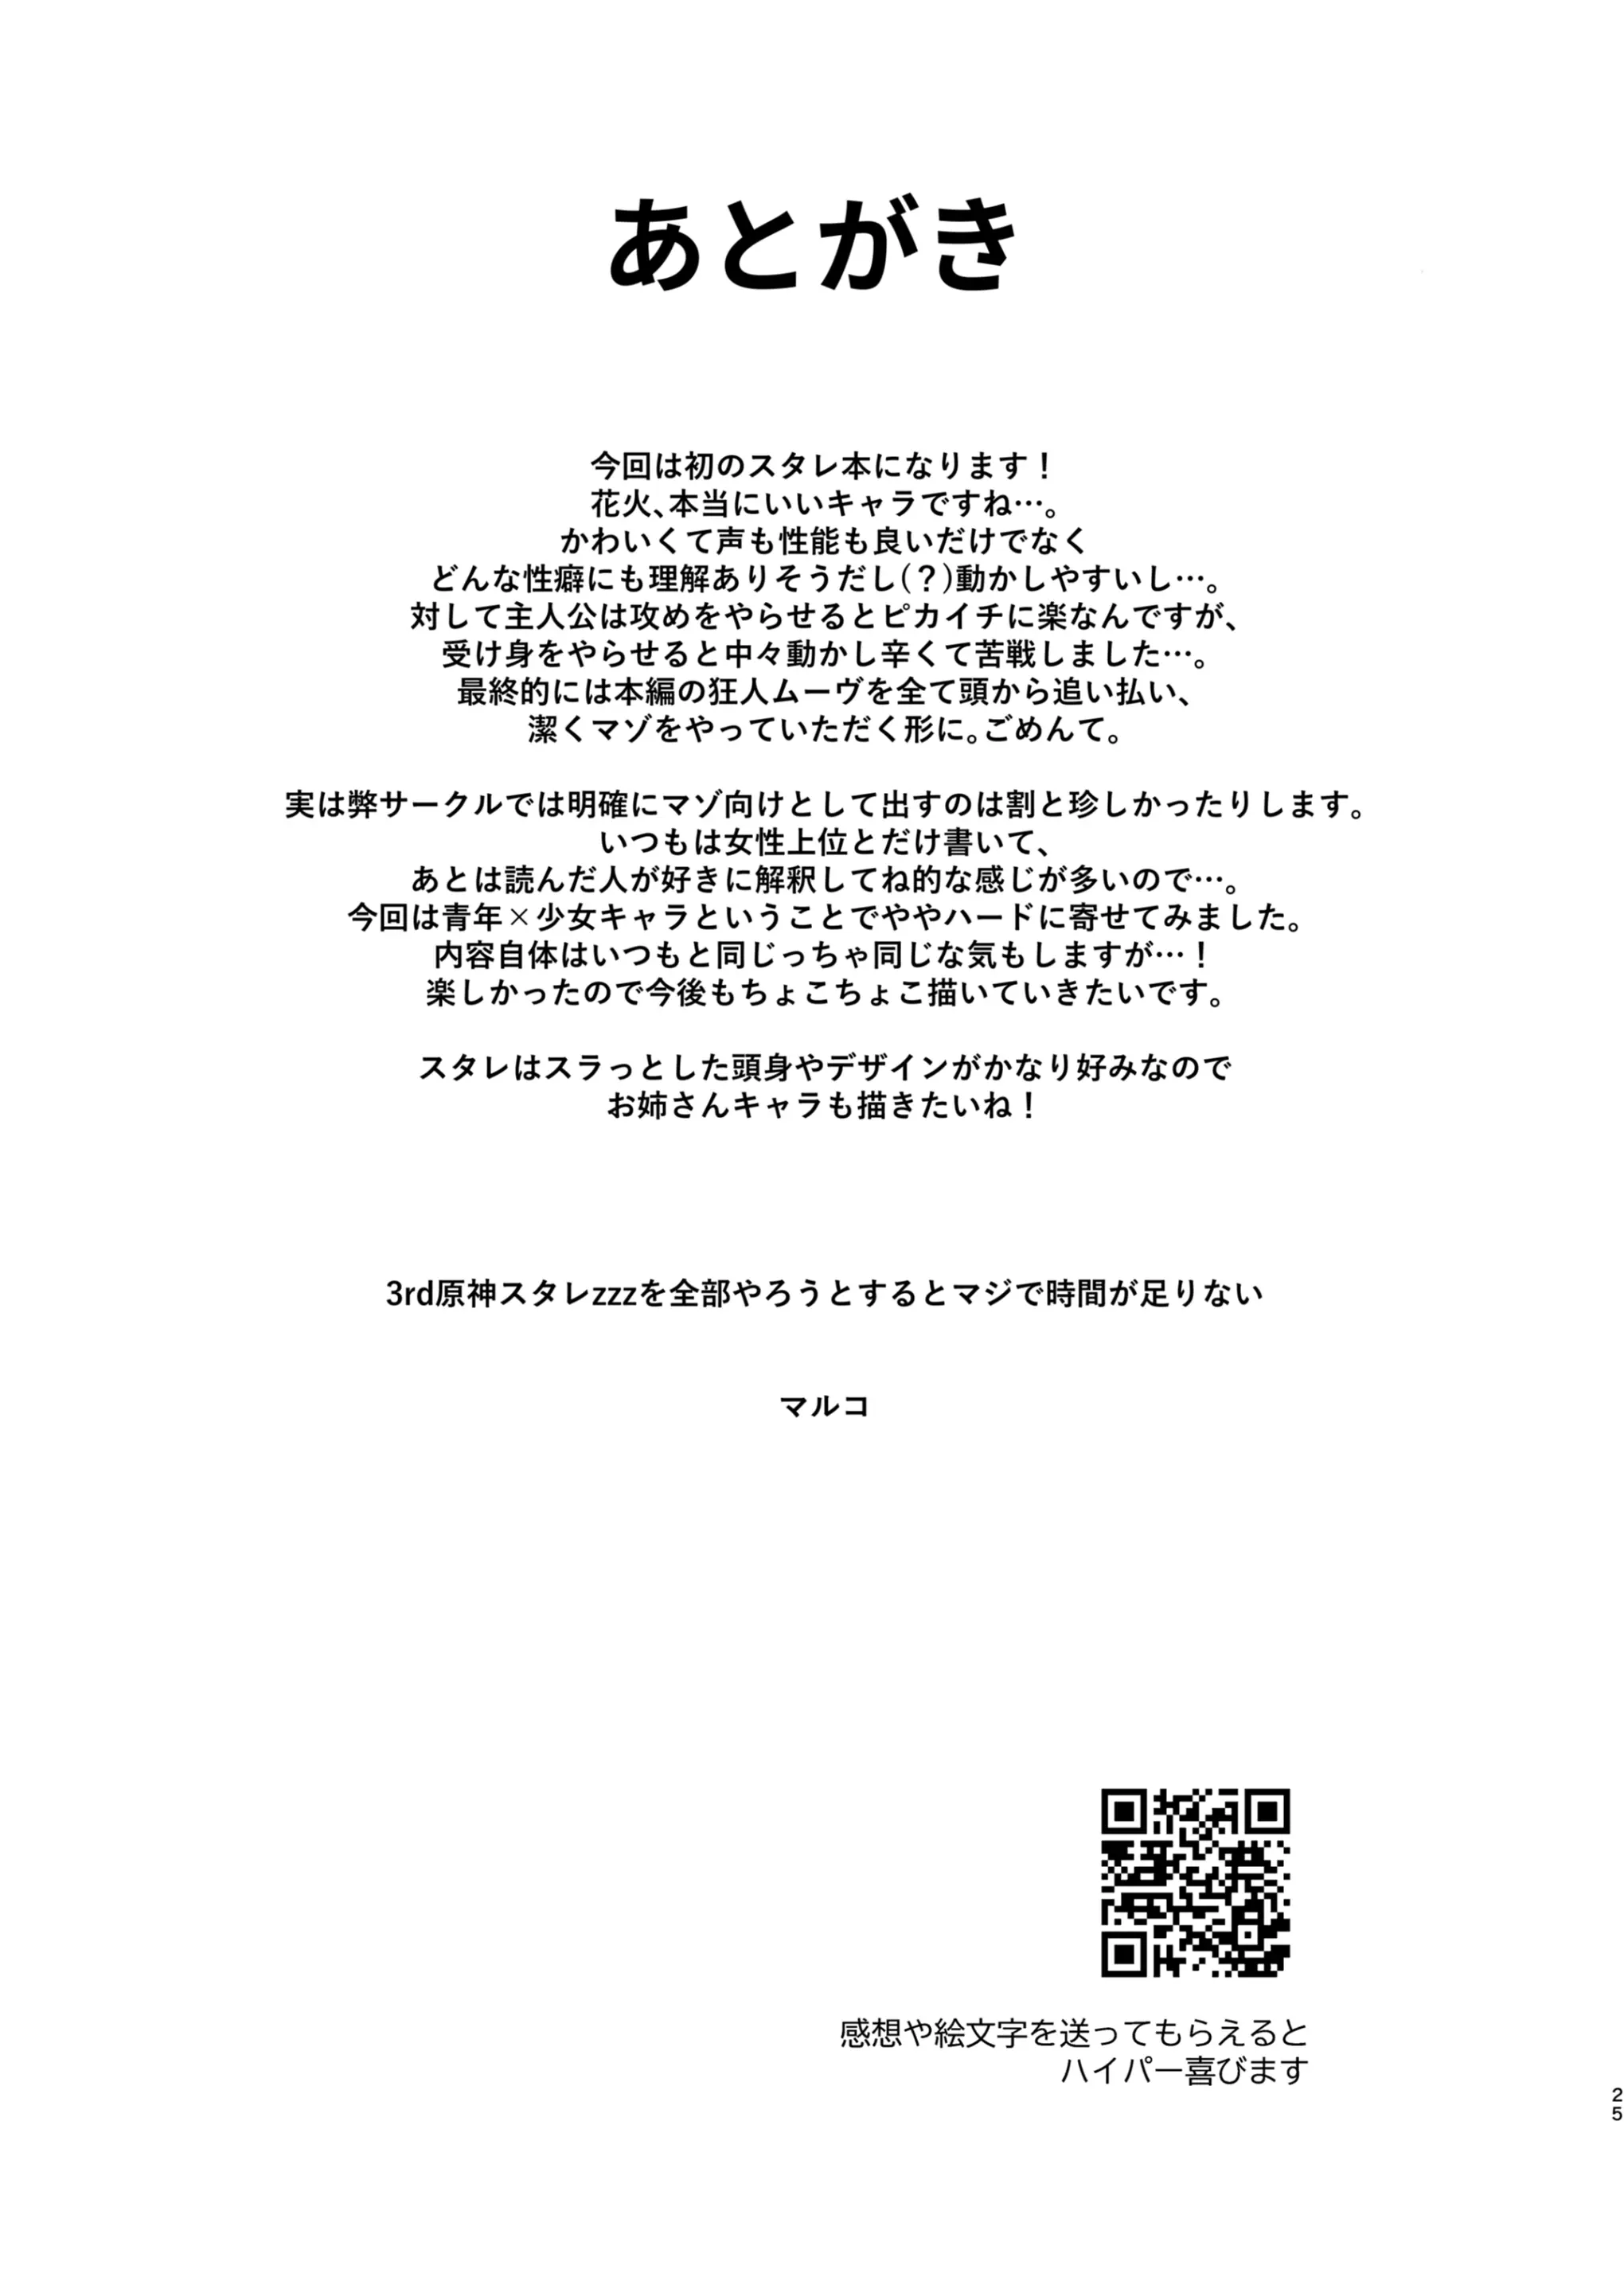 あとがき
今回は初のスタレ本になります！
花火、本当にいいキャラですね…。
かわいくて声も性能も良いだけでなく
どんな性癖にも理解ありそうだし(？)動かしやすいし…。
対して主人公は攻めをやらせるとピカイチに楽なんですが、
受け身をやらせると中々動かし辛くて苦戦しました…。
最終的には本編の狂人ムーヴを全て頭から追い払い、
潔くマゾをやっていただく形に。ごめんて。
実は弊サークルでは明確にマゾ向けとして出すのは割と珍しかったりします。
いつもは女性上位とだけ書いて、
あとは読んだ人が好きに解釈してね的な感じが多いので…。
今回は青年×少女キャラということでややハードに寄せてみました。
内容自体はいつもと同じっちゃ同じな気もしますが…！
楽しかったので今後もちょこちょこ描いていきたいです。
スタレはスラっとした頭身やデザインがかなり好みなので
お姉さんキャラも描きたいね！
3rd原神スタレzzzを全部やろうとするとマジで時間が足りない
マルコ
感想や絵文字を送ってもらえると
ハイパー喜びます
25